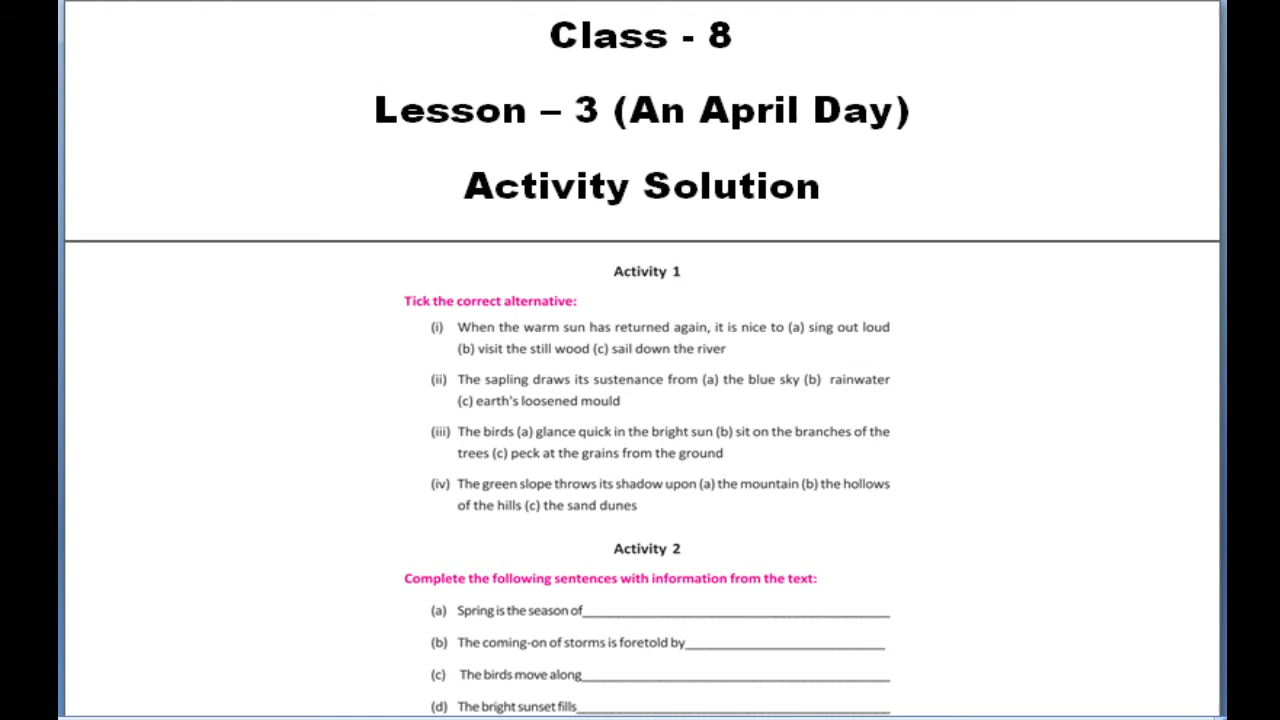 Class - 8
Lesson – 3 (An April Day)
Activity Solution
Activity 1
Tick the correct alternative:
(i) When the warm sun has returned again, it is nice to (a) sing out loud
(b) visit the still wood (c) sail down the river
(ii) The sapling draws its sustenance from (a) the blue sky (b) rainwater
(c) earth's loosened mould
(iii) The birds (a) glance quick in the bright sun (b) sit on the branches of the
trees (c) peck at the grains from the ground
(iv) The green slope throws its shadow upon (a) the mountain (b) the hollows
of the hills (c) the sand dunes
Activity 2
Complete the following sentences with information from the text:
(a) Spring is the season of____________________
(b) The coming-on of storms is foretold by____________________
(c) The birds move along____________________
(d) The bright sunset fills____________________